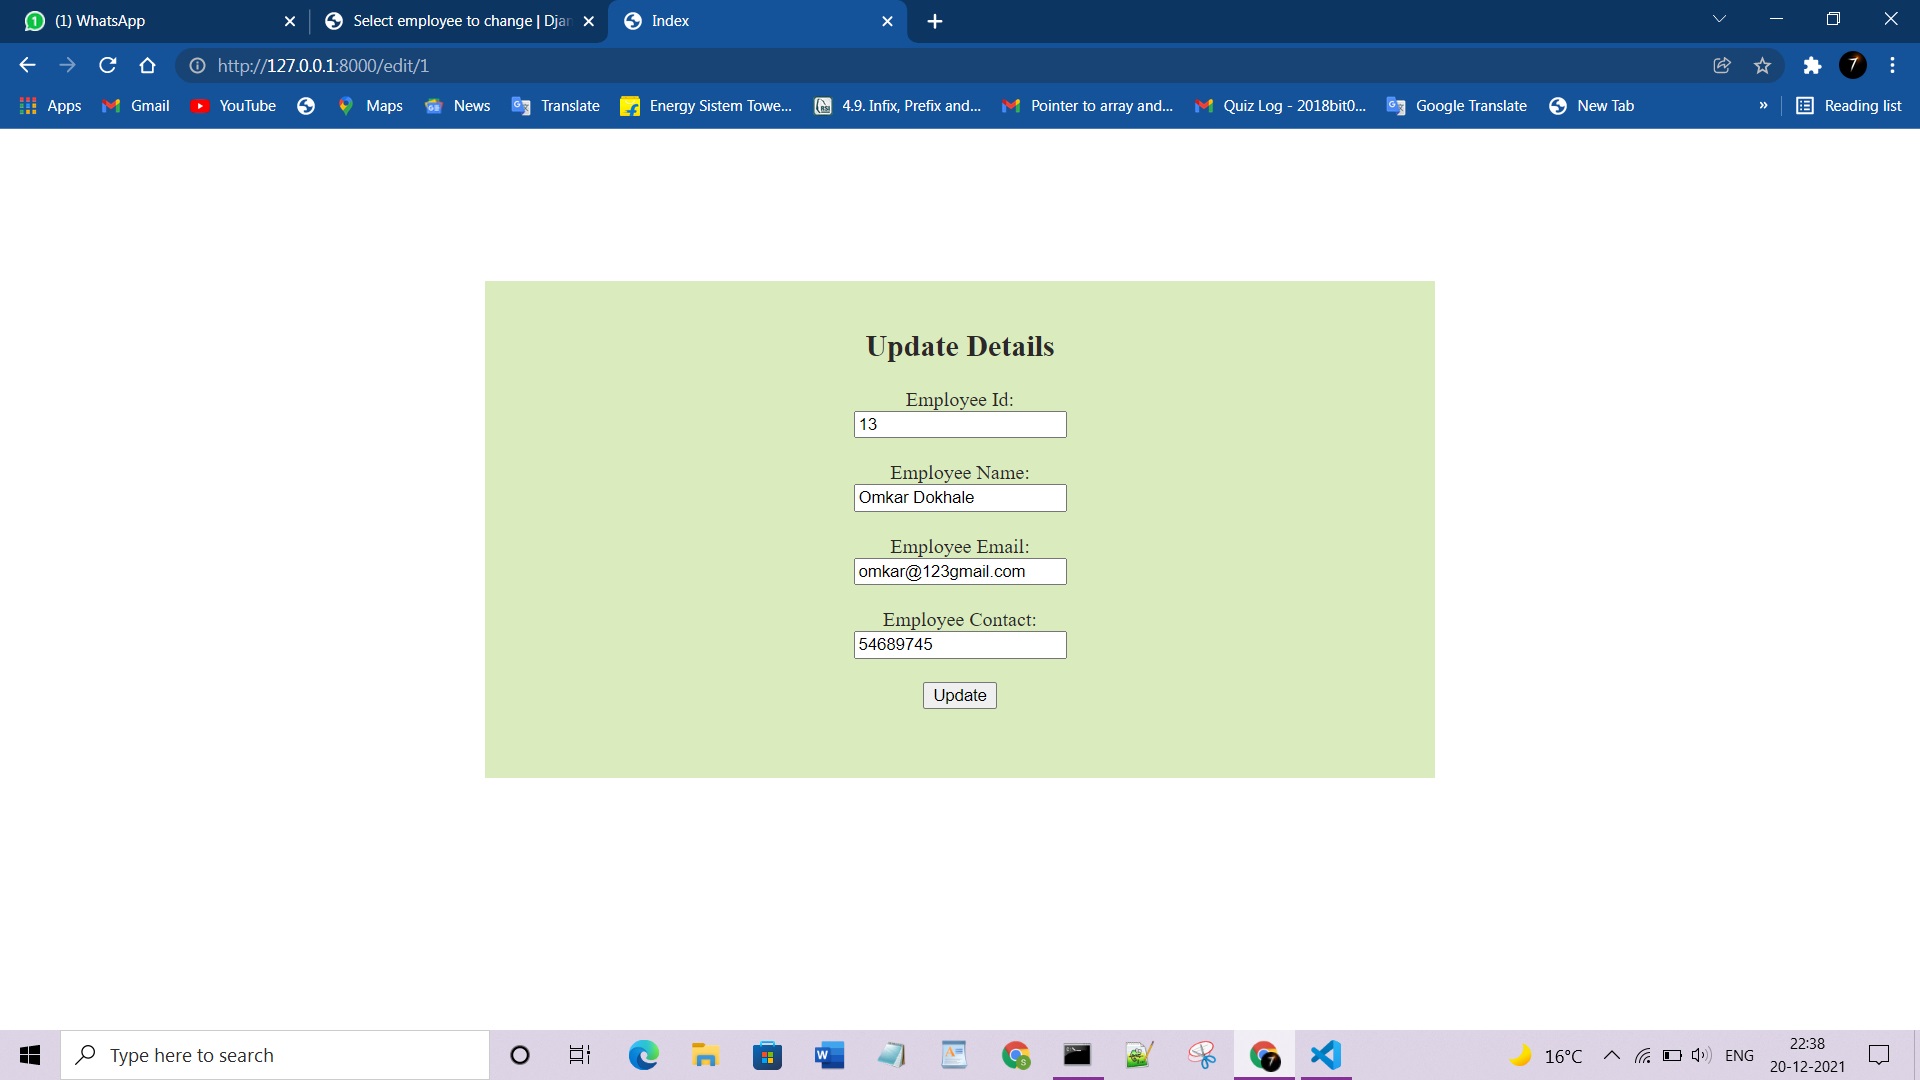 (1) WhatsApp
Select employee to change | Djan
Index
http://127.0.0.1:8000/edit/1
Apps
Gmail
YouTube
Maps
News
Translate
Energy Sistem Towe...
4.9. Infix, Prefix and...
Pointer to array and...
Quiz Log - 2018bit0...
Google Translate
New Tab
»
Reading list
Update Details
Employee Id:
13
Employee Name:
Omkar Dokhale
Employee Email:
omkar@123gmail.com
Employee Contact:
54689745
Update
Type here to search
16°C
ENG
22:38
20-12-2021